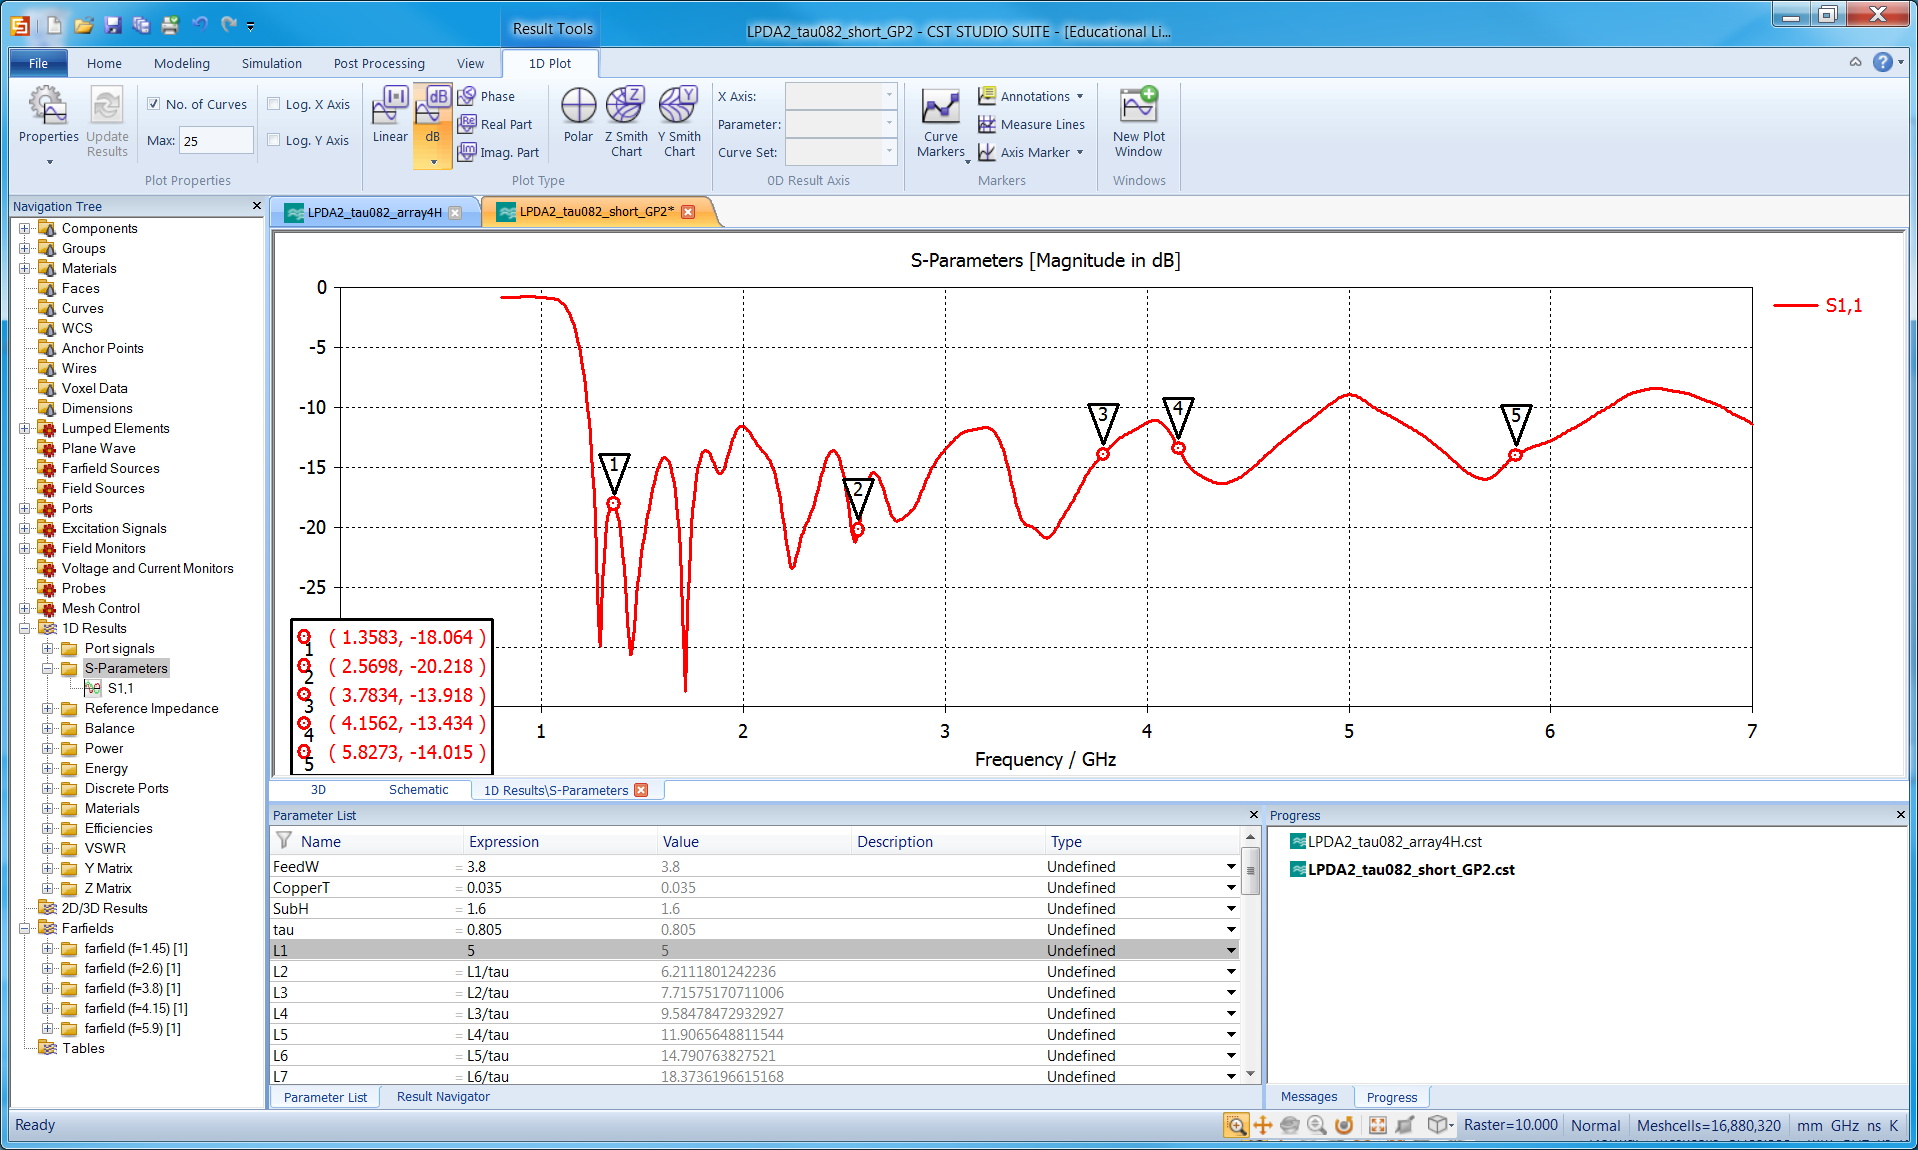 Result Tools
LPDA2_tau082_short_GP2 - CST STUDIO SUITE - [Educational Li...
File Home Modeling Simulation Post Processing View 1D Plot
Properties
Update Results
No. of Curves
Max: 25
Log. X Axis
Log. Y Axis
Plot Properties
Linear
dB
Phase
Real Part
Imag. Part
Polar
Z Smith Chart
Y Smith Chart
Plot Type
X Axis:
Parameter:
Curve Set:
0D Result Axis
Curve Markers
Annotations
Measure Lines
Axis Marker
Markers
New Plot Window
Windows
Navigation Tree
Components
Groups
Materials
Faces
Curves
WCS
Anchor Points
Wires
Voxel Data
Dimensions
Lumped Elements
Plane Wave
Farfield Sources
Field Sources
Ports
Excitation Signals
Field Monitors
Voltage and Current Monitors
Probes
Mesh Control
1D Results
Port signals
S-Parameters
S1,1
Reference Impedance
Balance
Power
Energy
Discrete Ports
Materials
Efficiencies
VSWR
Y Matrix
Z Matrix
2D/3D Results
Farfields
farfield (f=1.45) [1]
farfield (f=2.6) [1]
farfield (f=3.8) [1]
farfield (f=4.15) [1]
farfield (f=5.9) [1]
Tables
LPDA2_tau082_array4H
LPDA2_tau082_short_GP2*
S-Parameters [Magnitude in dB]
0
-5
-10
-15
-20
-25
S1,1
1
2
3
4
5
1 ( 1.3583, -18.064 )
2 ( 2.5698, -20.218 )
3 ( 3.7834, -13.918 )
4 ( 4.1562, -13.434 )
5 ( 5.8273, -14.015 )
1 2 3 4 5 6 7
Frequency / GHz
3D Schematic 1D Results\S-Parameters
Parameter List
Name Expression Value Description Type
FeedW = 3.8 3.8 Undefined
CopperT = 0.035 0.035 Undefined
SubH = 1.6 1.6 Undefined
tau = 0.805 0.805 Undefined
L1 5 5 Undefined
L2 = L1/tau 6.2111801242236 Undefined
L3 = L2/tau 7.71575170711006 Undefined
L4 = L3/tau 9.58478472932927 Undefined
L5 = L4/tau 11.9065648811544 Undefined
L6 = L5/tau 14.790763827521 Undefined
L7 = L6/tau 18.3736196615168 Undefined
Parameter List Result Navigator
Progress
LPDA2_tau082_array4H.cst
LPDA2_tau082_short_GP2.cst
Messages Progress
Ready
Raster=10.000 Normal Meshcells=16,880,320 mm GHz ns K